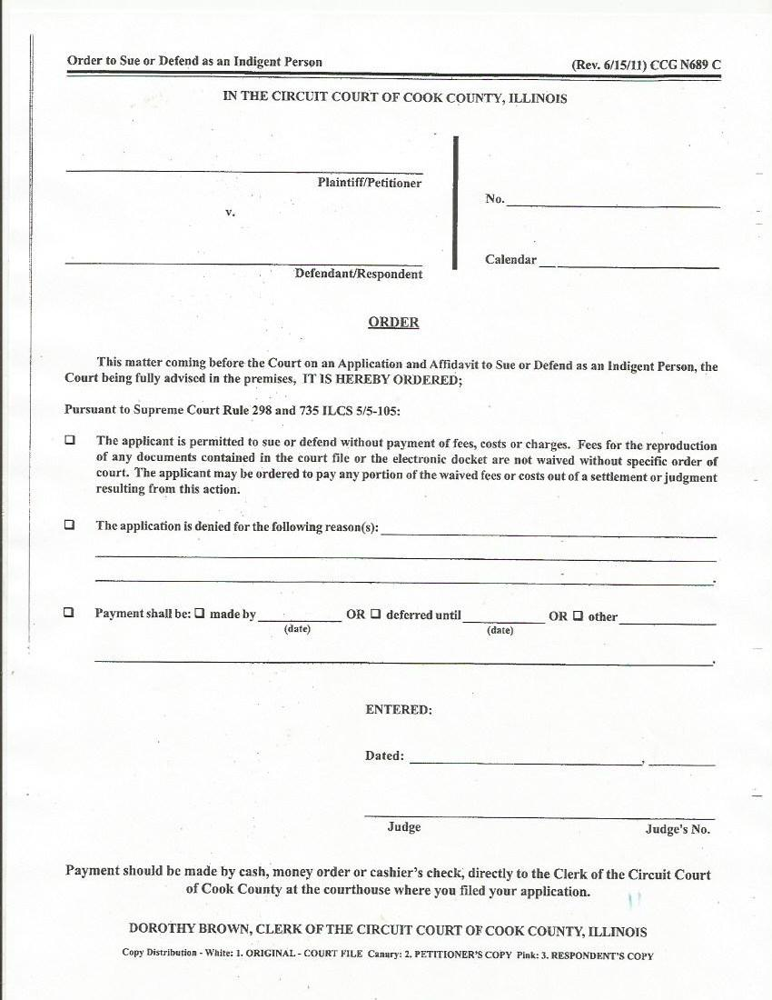 Order to Sue or Defend as an Indigent Person (Rev. 6/15/11) CCG N689 C
IN THE CIRCUIT COURT OF COOK COUNTY, ILLINOIS
Plaintiff/Petitioner
v.
No.
Defendant/Respondent
Calendar
ORDER
This matter coming before the Court on an Application and Affidavit to Sue or Defend as an Indigent Person, the
Court being fully advised in the premises, IT IS HEREBY ORDERED;
Pursuant to Supreme Court Rule 298 and 735 ILCS 5/5-105:
☐ The applicant is permitted to sue or defend without payment of fees, costs or charges. Fees for the reproduction
of any documents contained in the court file or the electronic docket are not waived without specific order of
court. The applicant may be ordered to pay any portion of the waived fees or costs out of a settlement or judgment
resulting from this action.
☐ The application is denied for the following reason(s):
.
☐ Payment shall be: ☐ made by OR ☐ deferred until OR ☐ other
(date) (date)
.
ENTERED:
Dated: ,
Judge Judge's No.
Payment should be made by cash, money order or cashier's check, directly to the Clerk of the Circuit Court
of Cook County at the courthouse where you filed your application.
DOROTHY BROWN, CLERK OF THE CIRCUIT COURT OF COOK COUNTY, ILLINOIS
Copy Distribution - White: 1. ORIGINAL - COURT FILE Canary: 2. PETITIONER'S COPY Pink: 3. RESPONDENT'S COPY